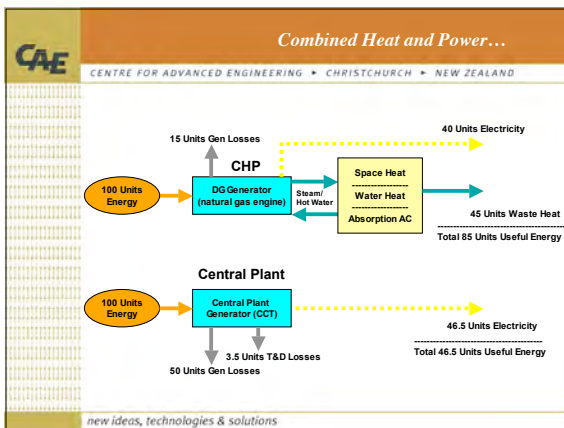 Combined Heat and Power…
CAE
CENTRE FOR ADVANCED ENGINEERING ► CHRISTCHURCH ► NEW ZEALAND
15 Units Gen Losses
40 Units Electricity
CHP
100 Units
Energy
DG Generator
(natural gas engine)
Steam/
Hot Water
Space Heat
------------------
Water Heat
------------------
Absorption AC
45 Units Waste Heat
Total 85 Units Useful Energy
Central Plant
100 Units
Energy
Central Plant
Generator (CCT)
46.5 Units Electricity
Total 46.5 Units Useful Energy
3.5 Units T&D Losses
50 Units Gen Losses
new ideas, technologies & solutions